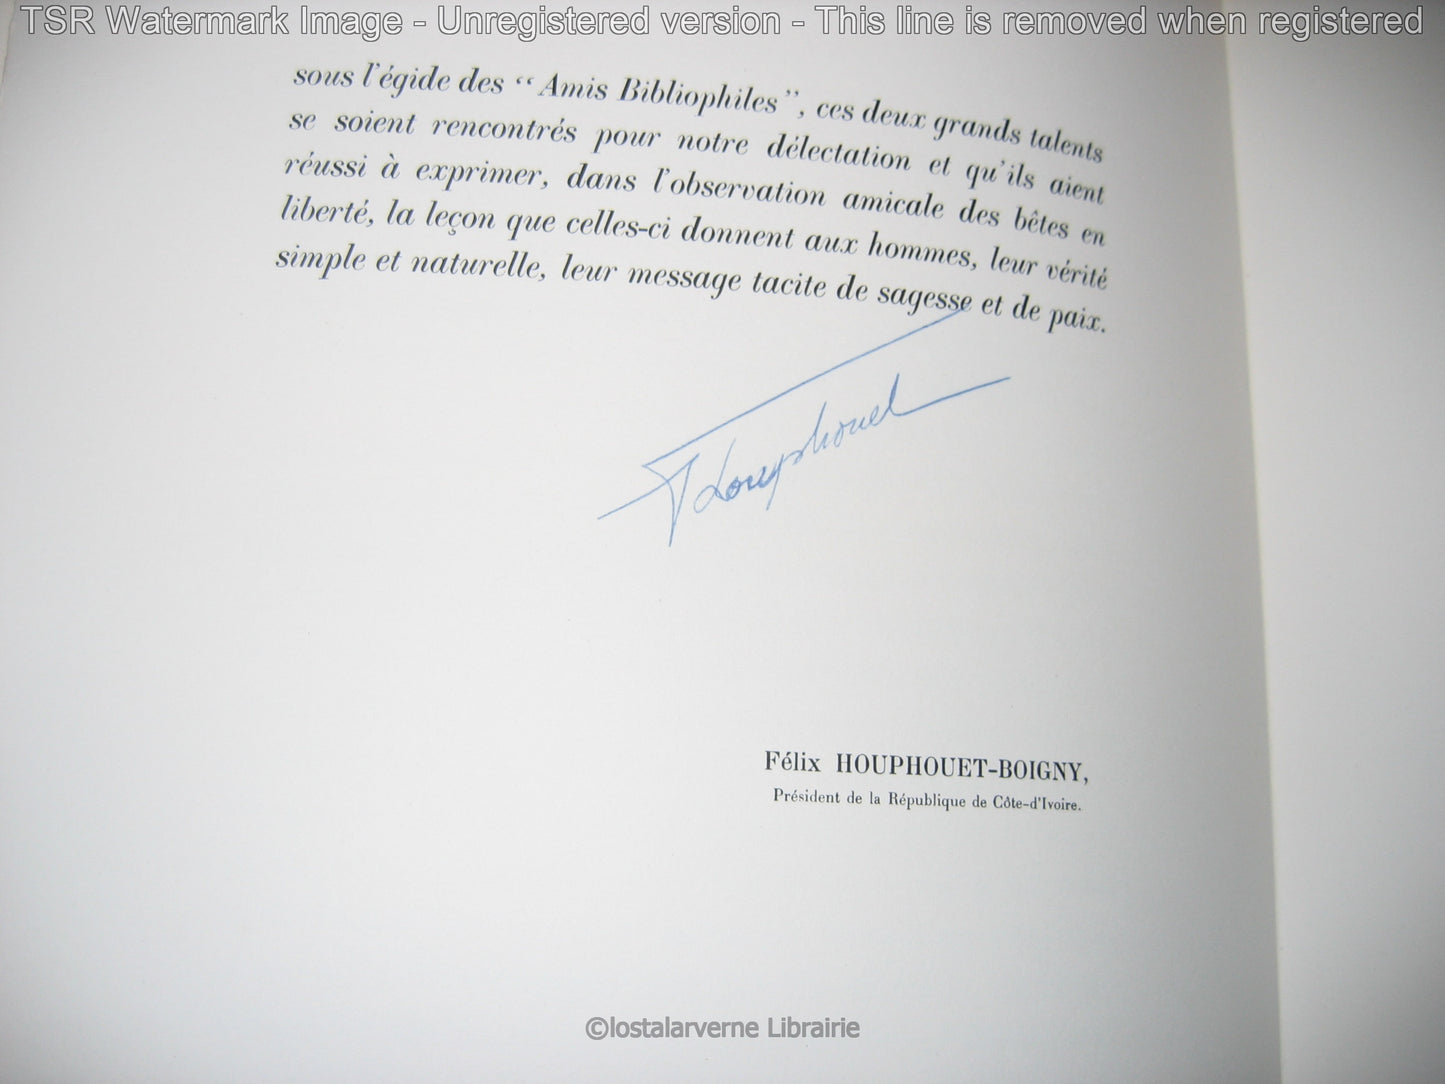 TSR Watermark Image - Unregistered version - This line is removed when registered
sous l'égide des “ Amis Bibliophiles ”, ces deux grands talents
se soient rencontrés pour notre délectation et qu'ils aient
réussi à exprimer, dans l'observation amicale des bêtes en
liberté, la leçon que celles-ci donnent aux hommes, leur vérité
simple et naturelle, leur message tacite de sagesse et de paix.
F Houphouet
Félix HOUPHOUET-BOIGNY,
Président de la République de Côte-d'Ivoire.
©lostalarverne Librairie